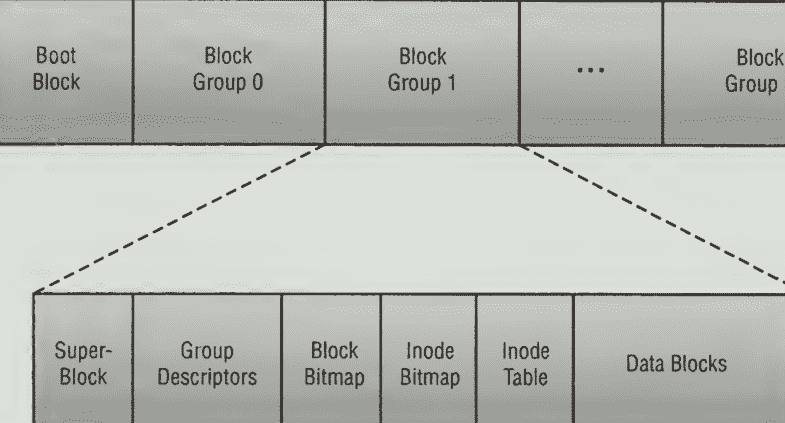 Boot
Block
Block
Group 0
Block
Group 1
...
Block
Group
Super-
Block
Group
Descriptors
Block
Bitmap
Inode
Bitmap
Inode
Table
Data Blocks